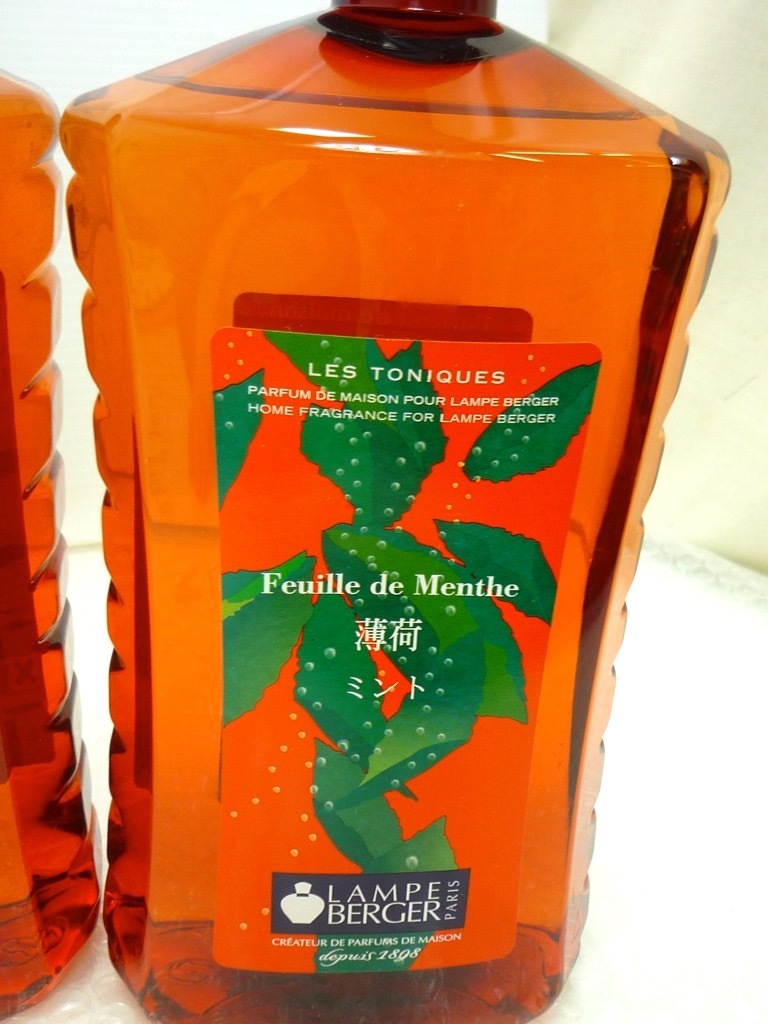 LES TONIQUES
PARFUM DE MAISON POUR LAMPE BERGER
HOME FRAGRANCE FOR LAMPE BERGER
Feuille de Menthe
薄荷
ミント
LAMPE
BERGER
PARIS
CRÉATEUR DE PARFUMS DE MAISON
depuis 1898